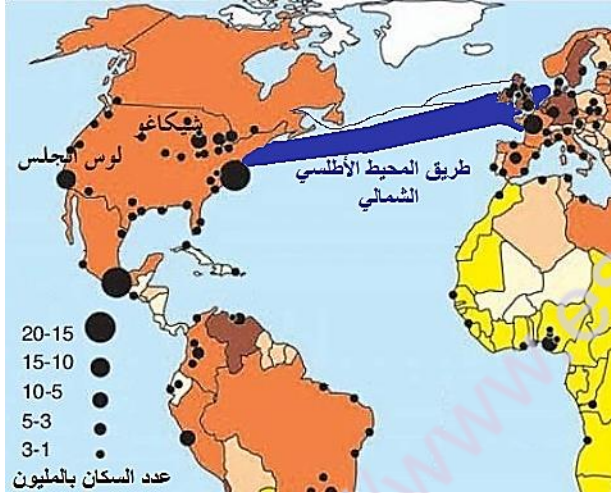 شيكاغو
لوس انجلس
طريق المحيط الأطلسي
الشمالي
20-15
15-10
10-5
5-3
3-1
عدد السكان بالمليون